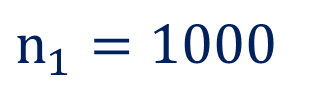 n₁ = 1000